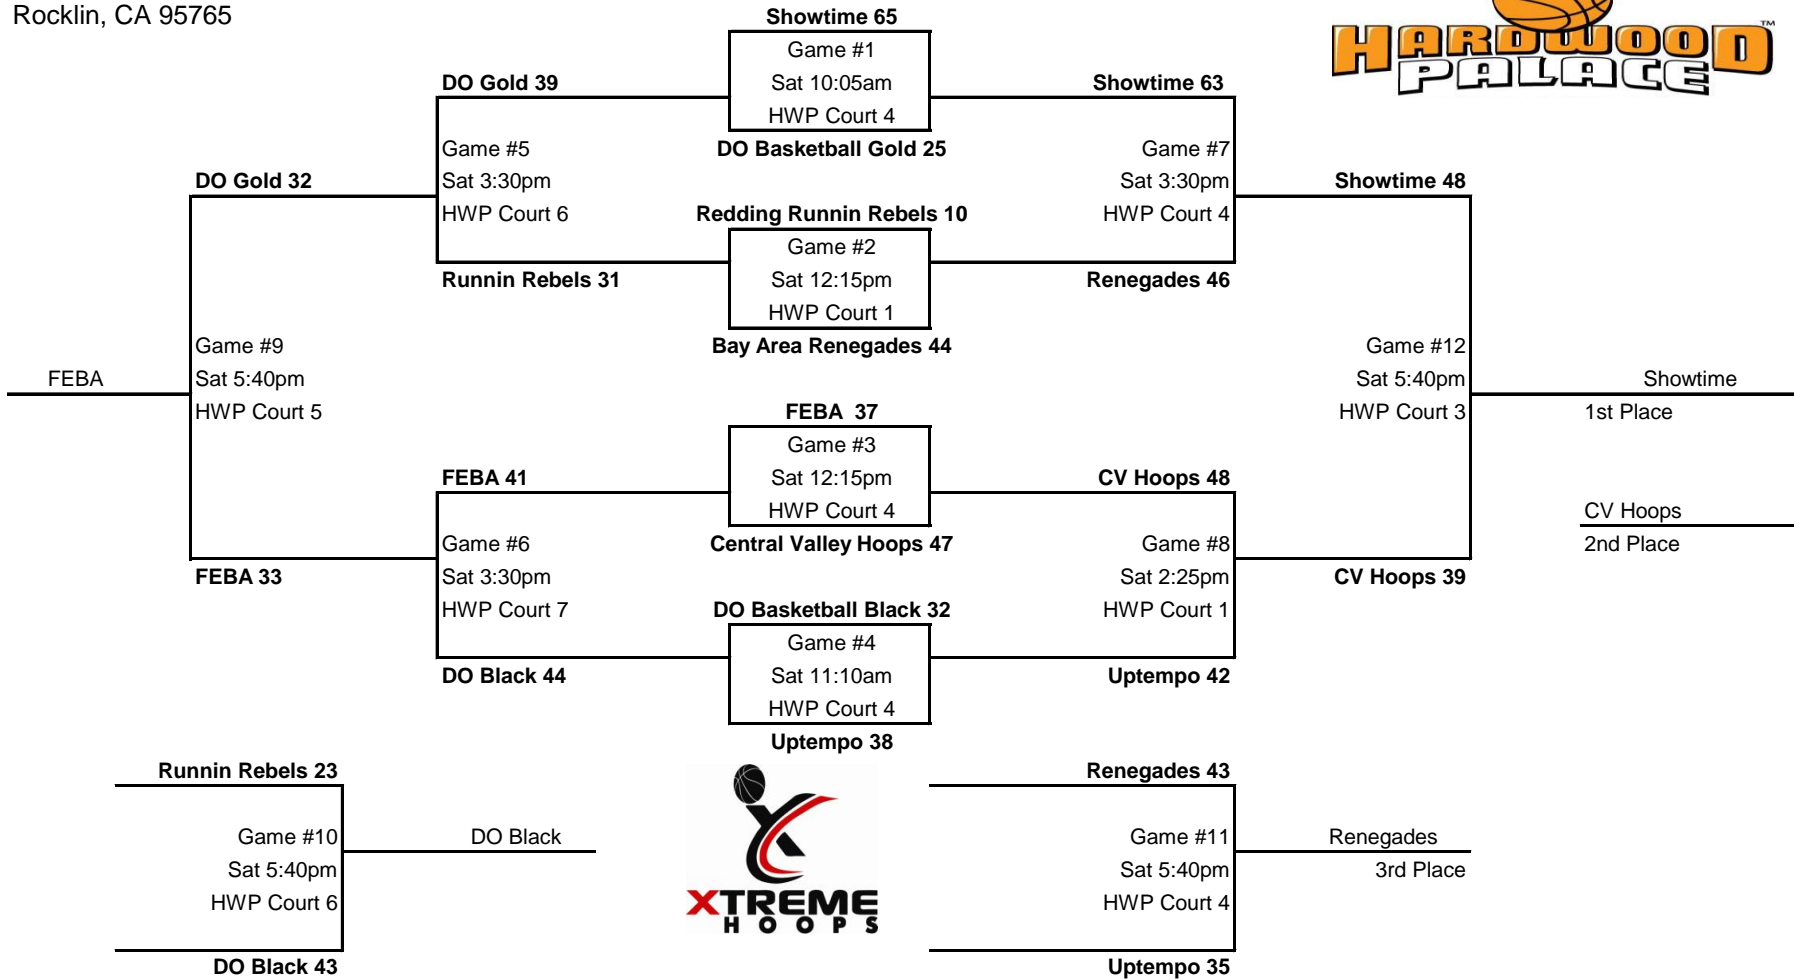 Rocklin, CA 95765
HARDWOOD
PALACE
TM
Showtime 65
Game #1
Sat 10:05am
HWP Court 4
DO Basketball Gold 25
DO Gold 39
Game #5
Sat 3:30pm
HWP Court 6
Runnin Rebels 31
Showtime 63
Game #7
Sat 3:30pm
HWP Court 4
Renegades 46
DO Gold 32
Game #9
Sat 5:40pm
HWP Court 5
FEBA 33
FEBA
Redding Runnin Rebels 10
Game #2
Sat 12:15pm
HWP Court 1
Bay Area Renegades 44
Showtime 48
Game #12
Sat 5:40pm
HWP Court 3
CV Hoops 39
Showtime
1st Place
CV Hoops
2nd Place
FEBA  37
Game #3
Sat 12:15pm
HWP Court 4
Central Valley Hoops 47
FEBA 41
Game #6
Sat 3:30pm
HWP Court 7
DO Black 44
CV Hoops 48
Game #8
Sat 2:25pm
HWP Court 1
Uptempo 42
DO Basketball Black 32
Game #4
Sat 11:10am
HWP Court 4
Uptempo 38
Runnin Rebels 23
Game #10
Sat 5:40pm
HWP Court 6
DO Black 43
DO Black
XTREME
HOOPS
Renegades 43
Game #11
Sat 5:40pm
HWP Court 4
Uptempo 35
Renegades
3rd Place